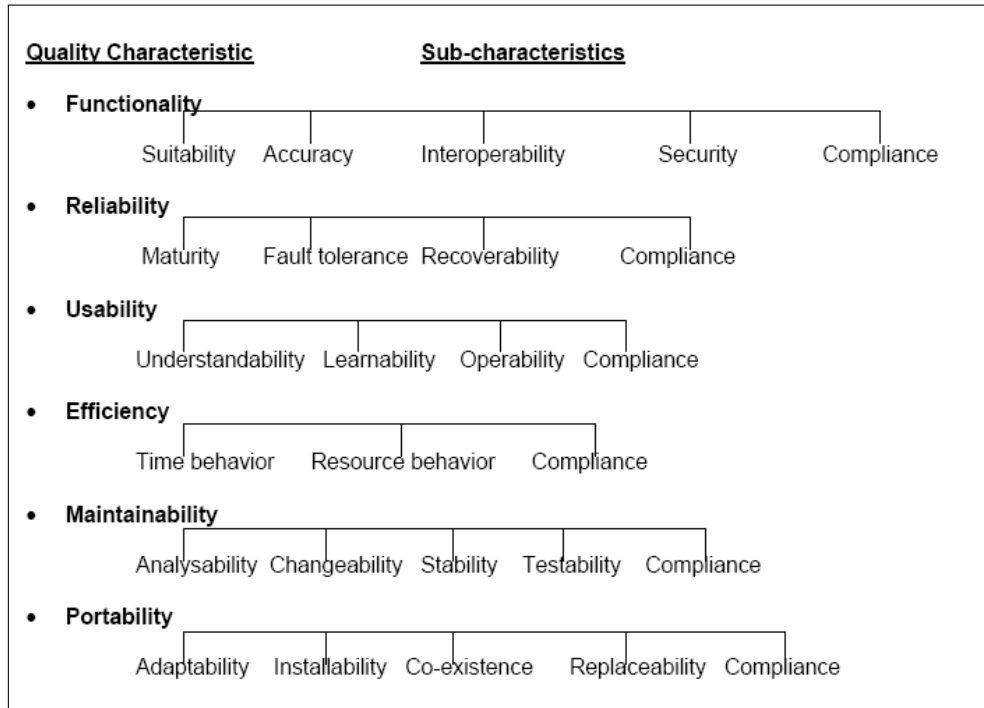 Quality Characteristic Sub-characteristics
• Functionality
Suitability Accuracy Interoperability Security Compliance
• Reliability
Maturity Fault tolerance Recoverability Compliance
• Usability
Understandability Learnability Operability Compliance
• Efficiency
Time behavior Resource behavior Compliance
• Maintainability
Analysability Changeability Stability Testability Compliance
• Portability
Adaptability Installability Co-existence Replaceability Compliance